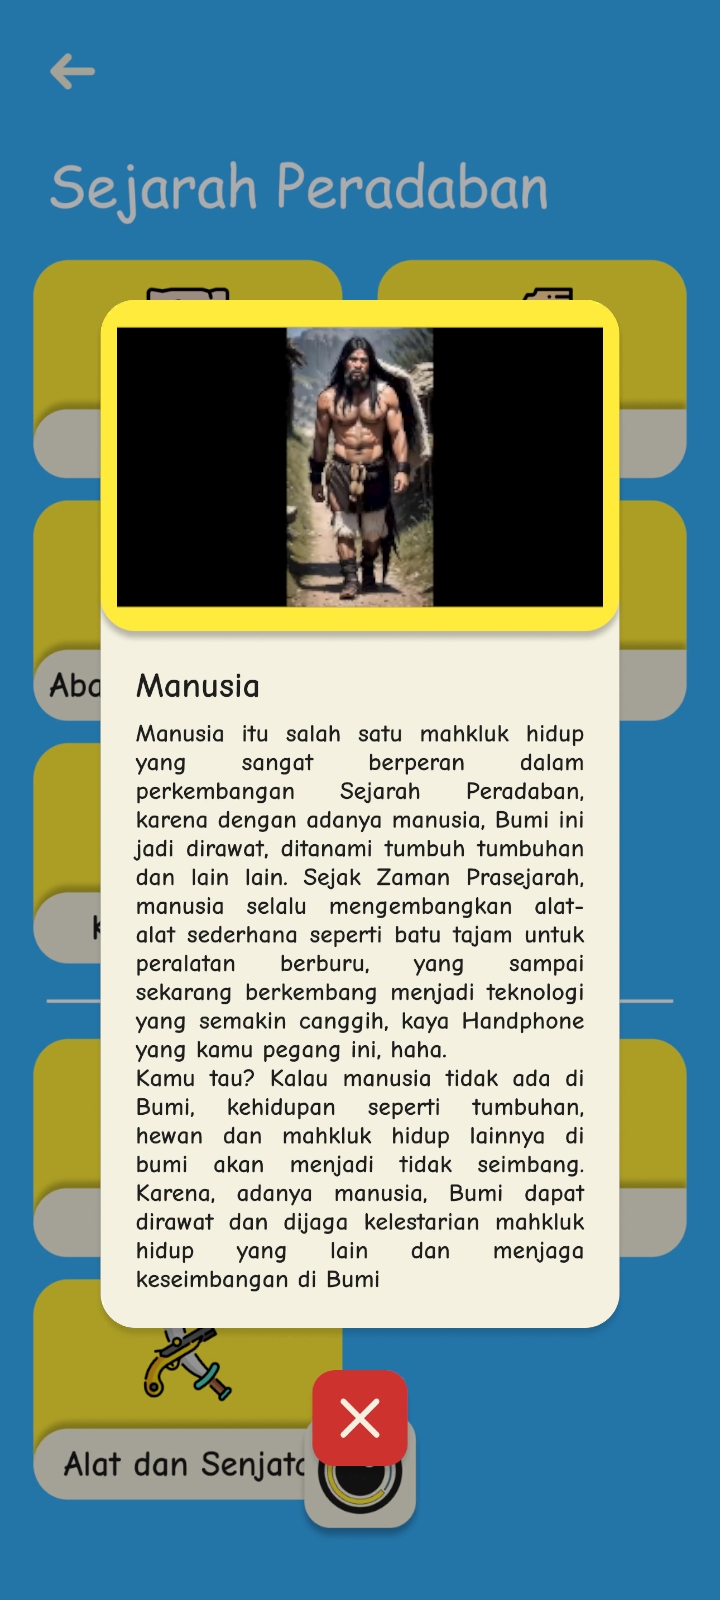 Sejarah Peradaban
Manusia
Manusia itu salah satu mahkluk hidup
yang sangat berperan dalam
perkembangan Sejarah Peradaban,
karena dengan adanya manusia, Bumi ini
jadi dirawat, ditanami tumbuh tumbuhan
dan lain lain. Sejak Zaman Prasejarah,
manusia selalu mengembangkan alat-
alat sederhana seperti batu tajam untuk
peralatan berburu, yang sampai
sekarang berkembang menjadi teknologi
yang semakin canggih, kaya Handphone
yang kamu pegang ini, haha.
Kamu tau? Kalau manusia tidak ada di
Bumi, kehidupan seperti tumbuhan,
hewan dan mahkluk hidup lainnya di
bumi akan menjadi tidak seimbang.
Karena, adanya manusia, Bumi dapat
dirawat dan dijaga kelestarian mahkluk
hidup yang lain dan menjaga
keseimbangan di Bumi
Alat dan